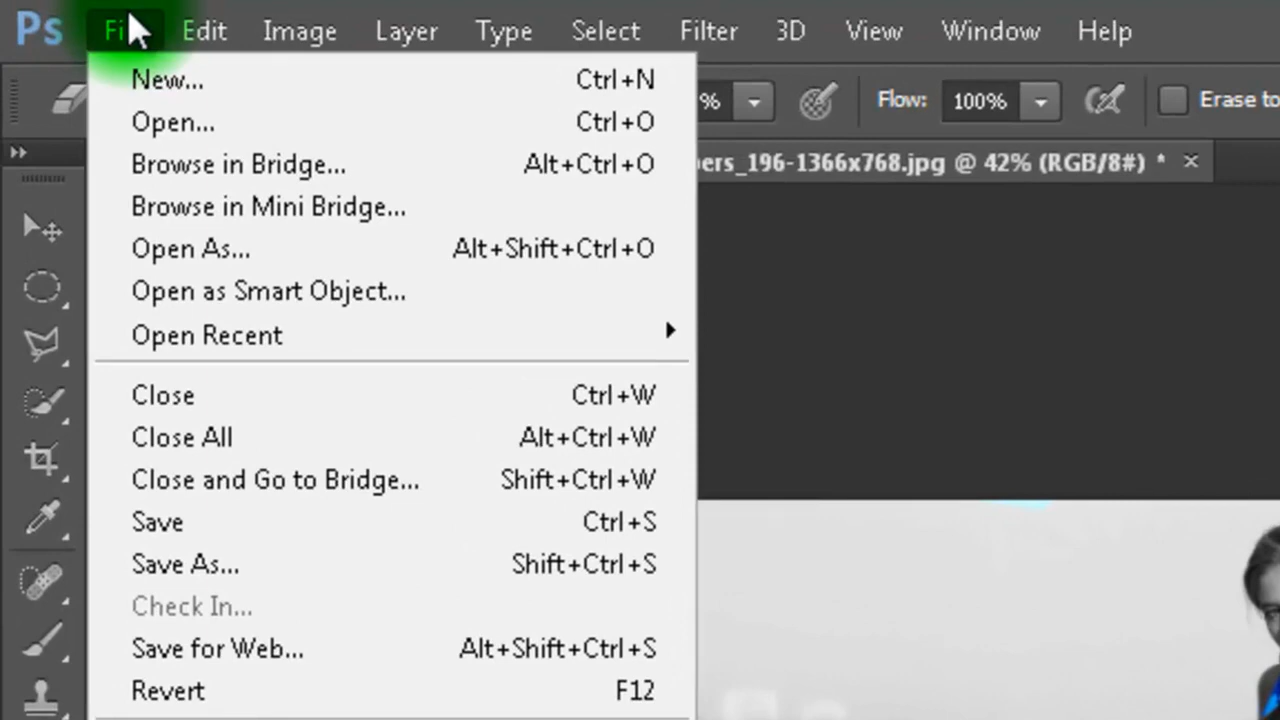 Ps Edit Image Layer Type Select Filter 3D View Window Help
% Flow: 100% Erase to
ers_196-1366x768.jpg @ 42% (RGB/8#) *
New... Ctrl+N
Open... Ctrl+O
Browse in Bridge... Alt+Ctrl+O
Browse in Mini Bridge...
Open As... Alt+Shift+Ctrl+O
Open as Smart Object...
Open Recent
Close Ctrl+W
Close All Alt+Ctrl+W
Close and Go to Bridge... Shift+Ctrl+W
Save Ctrl+S
Save As... Shift+Ctrl+S
Check In...
Save for Web... Alt+Shift+Ctrl+S
Revert F12